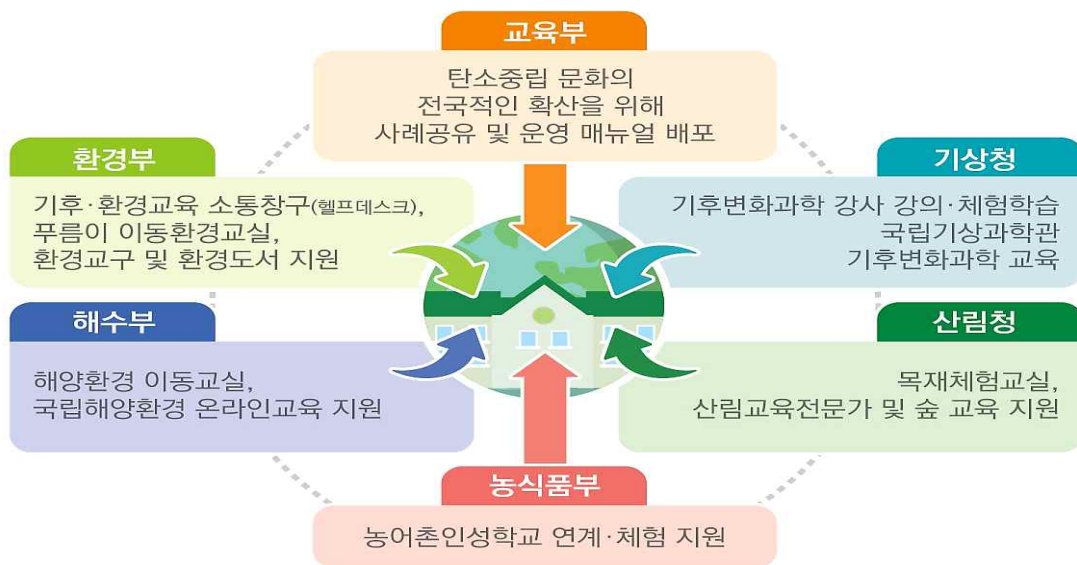 교육부
탄소중립 문화의
전국적인 확산을 위해
사례공유 및 운영 매뉴얼 배포
환경부
기후·환경교육 소통창구(헬프데스크),
푸름이 이동환경교실,
환경교구 및 환경도서 지원
기상청
기후변화과학 강사 강의·체험학습
국립기상과학관
기후변화과학 교육
해수부
해양환경 이동교실,
국립해양환경 온라인교육 지원
산림청
목재체험교실,
산림교육전문가 및 숲 교육 지원
농식품부
농어촌인성학교 연계·체험 지원